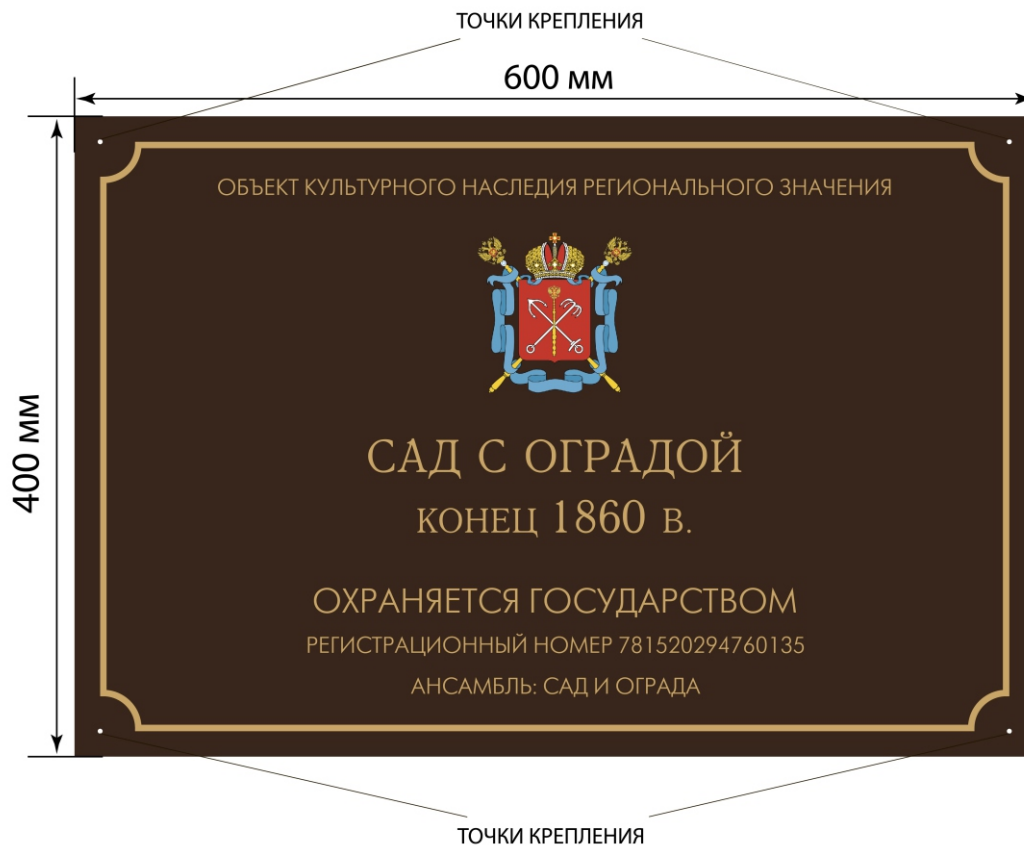 ТОЧКИ КРЕПЛЕНИЯ
600 мм
400 мм
ОБЪЕКТ КУЛЬТУРНОГО НАСЛЕДИЯ РЕГИОНАЛЬНОГО ЗНАЧЕНИЯ
САД С ОГРАДОЙ
КОНЕЦ 1860 В.
ОХРАНЯЕТСЯ ГОСУДАРСТВОМ
РЕГИСТРАЦИОННЫЙ НОМЕР 781520294760135
АНСАМБЛЬ: САД И ОГРАДА
ТОЧКИ КРЕПЛЕНИЯ